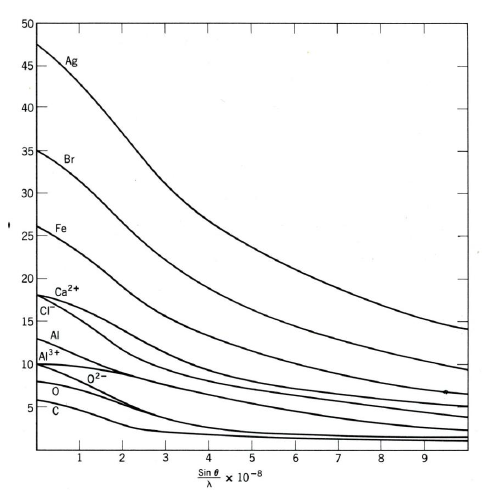 50
45
Ag
40
35
Br
30
Fe
25
20
Ca²⁺
Cl⁻
15
Al
Al³⁺
10
O²⁻
O
C
5
1 2 3 4 5 6 7 8 9
Sin θ
λ
× 10⁻⁸